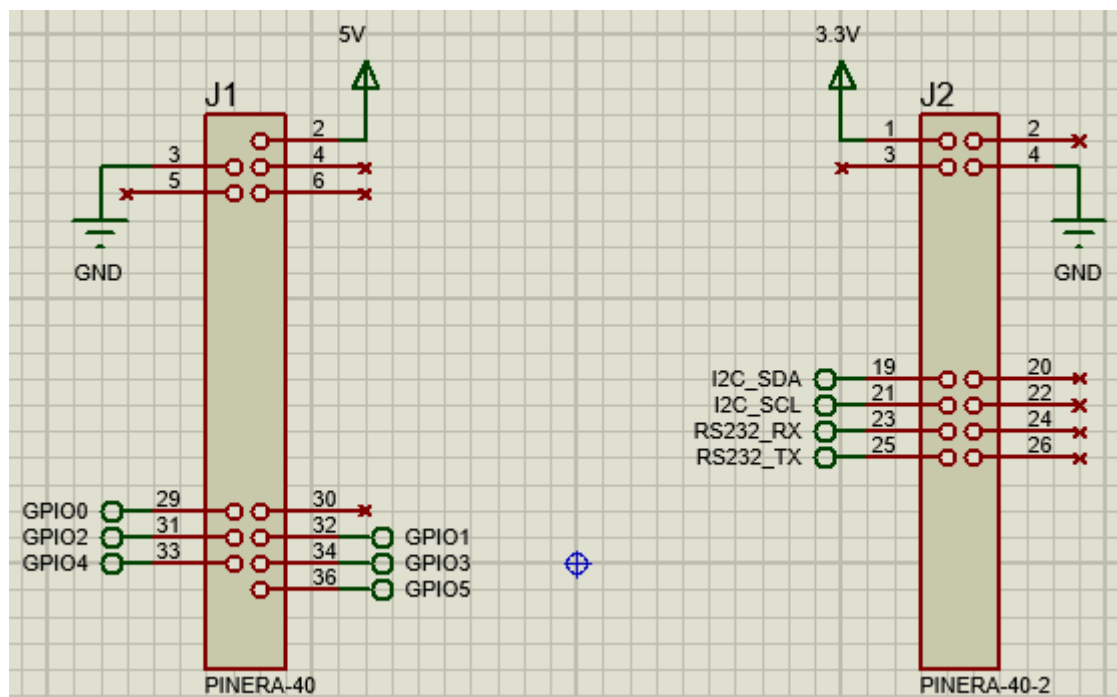 5V
3.3V
J1
J2
2
3
4
5
6
1
2
3
4
GND
GND
I2C_SDA
19
20
I2C_SCL
21
22
RS232_RX
23
24
RS232_TX
25
26
GPIO0
29
30
GPIO2
31
32
GPIO1
GPIO4
33
34
GPIO3
36
GPIO5
PINERA-40
PINERA-40-2